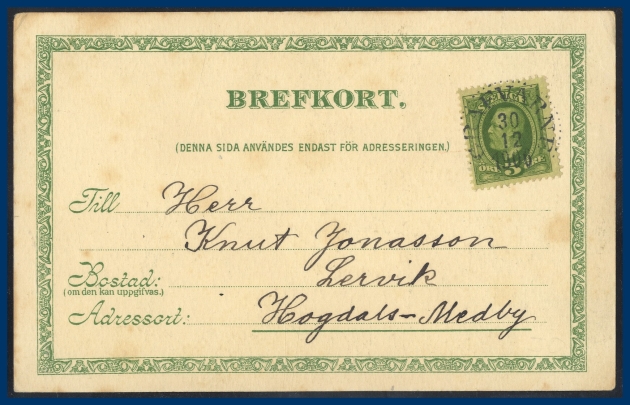 BREFKORT.
(DENNA SIDA ANVÄNDES ENDAST FÖR ADRESSERINGEN.)
30
12
Till Herr
Knut Jonasson
Bostad: Lervik
(om den kan uppgifvas.)
Adressort: Hogdals-Medby